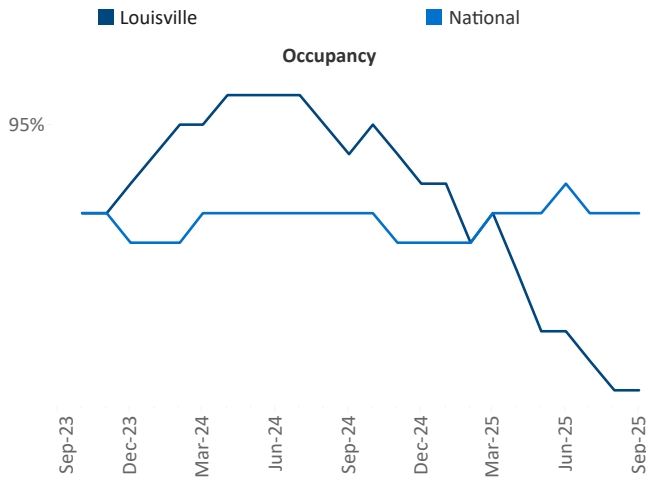 Louisville National
Occupancy
95%
Sep-23 Dec-23 Mar-24 Jun-24 Sep-24 Dec-24 Mar-25 Jun-25 Sep-25